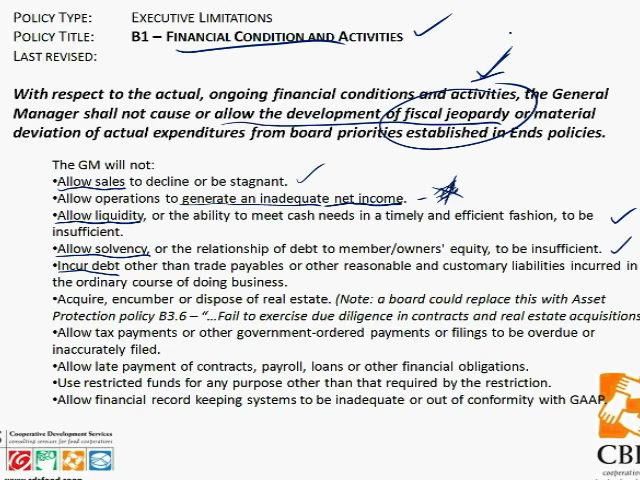 POLICY TYPE: EXECUTIVE LIMITATIONS
POLICY TITLE: B1 – FINANCIAL CONDITION AND ACTIVITIES
LAST REVISED:
With respect to the actual, ongoing financial conditions and activities, the General
Manager shall not cause or allow the development of fiscal jeopardy or material
deviation of actual expenditures from board priorities established in Ends policies.
The GM will not:
•Allow sales to decline or be stagnant.
•Allow operations to generate an inadequate net income.
•Allow liquidity, or the ability to meet cash needs in a timely and efficient fashion, to be
insufficient.
•Allow solvency, or the relationship of debt to member/owners' equity, to be insufficient.
•Incur debt other than trade payables or other reasonable and customary liabilities incurred in
the ordinary course of doing business.
•Acquire, encumber or dispose of real estate. (Note: a board could replace this with Asset
Protection policy B3.6 – “...Fail to exercise due diligence in contracts and real estate acquisitions
•Allow tax payments or other government-ordered payments or filings to be overdue or
inaccurately filed.
•Allow late payment of contracts, payroll, loans or other financial obligations.
•Use restricted funds for any purpose other than that required by the restriction.
•Allow financial record keeping systems to be inadequate or out of conformity with GAAP.
Cooperative Development Services
consulting services for food cooperatives
CB